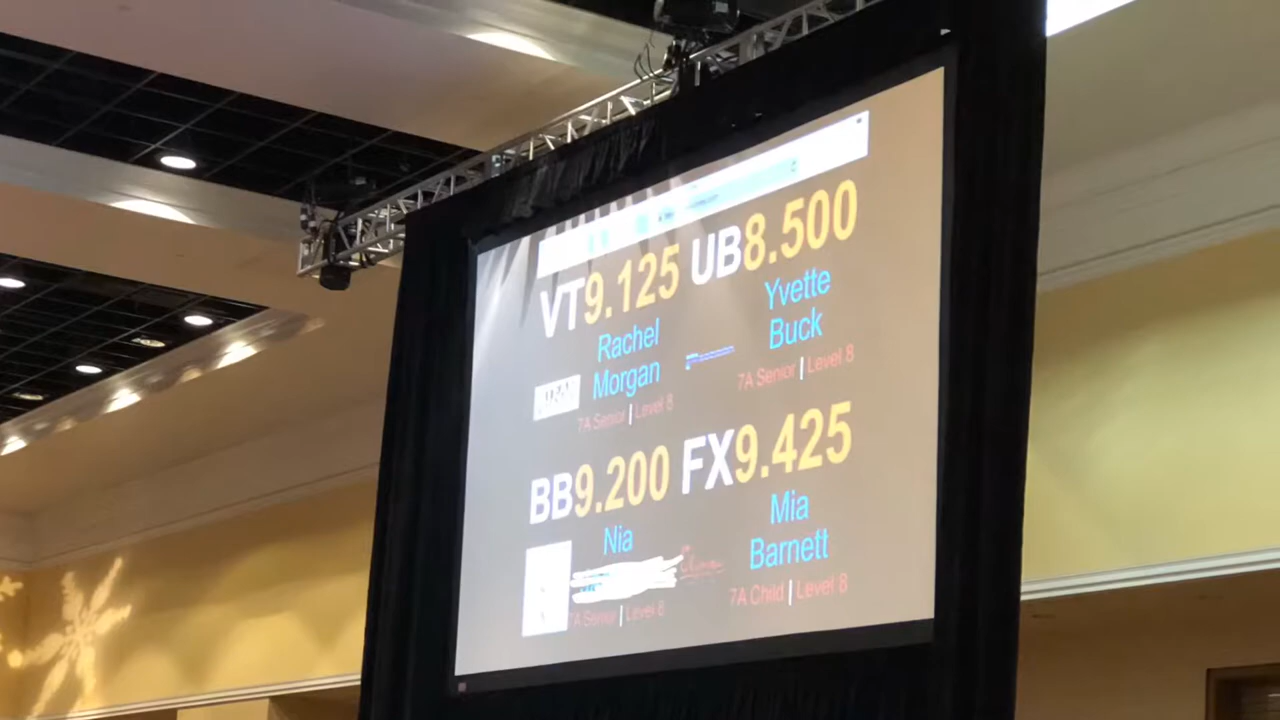 VT9.125 UB8.500
Rachel
Morgan
7A Senior | Level 8
Yvette
Buck
7A Senior | Level 8
BB9.200 FX9.425
Nia
7A Senior | Level 8
Mia
Barnett
7A Child | Level 8